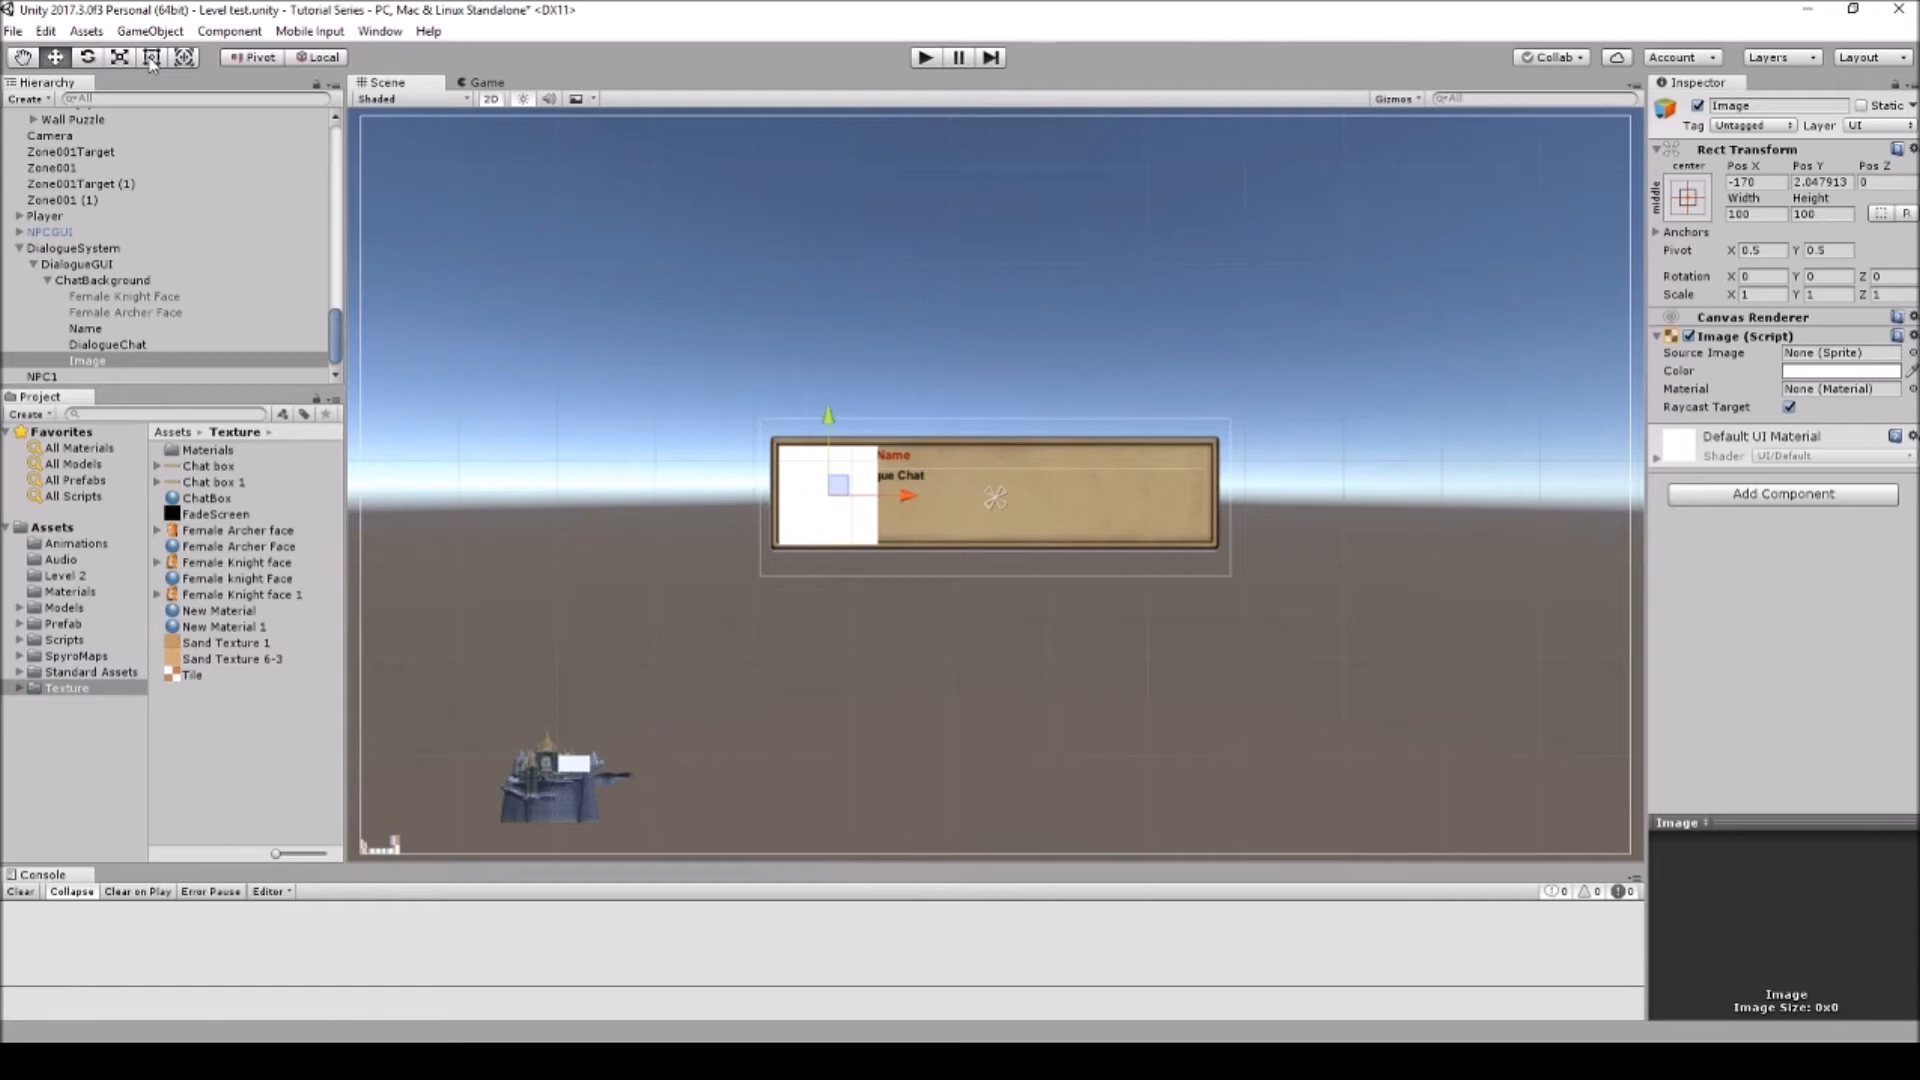 Unity 2017.3.0f3 Personal (64bit) - Level test.unity - Tutorial Series - PC, Mac & Linux Standalone* <DX11>
File Edit Assets GameObject Component Mobile Input Window Help
Pivot Local Collab Account Layers Layout
Hierarchy
Create All
Wall Puzzle
Camera
Zone001Target
Zone001
Zone001Target (1)
Zone001 (1)
Player
NPCGUI
DialogueSystem
DialogueGUI
ChatBackground
Female Knight Face
Female Archer Face
Name
DialogueChat
Image
NPC1
Project
Create
Favorites
All Materials
All Models
All Prefabs
All Scripts
Assets
Animations
Audio
Level 2
Materials
Models
Prefab
Scripts
SpyroMaps
Standard Assets
Texture
Assets Texture
Materials
Chat box
Chat box 1
ChatBox
FadeScreen
Female Archer face
Female Archer Face
Female Knight face
Female knight Face
Female Knight face 1
New Material
New Material 1
Sand Texture 1
Sand Texture 6-3
Tile
Scene Game
Shaded 2D Gizmos All
Name
gue Chat
Inspector
Image Static
Tag Untagged Layer UI
Rect Transform
center
middle
Pos X Pos Y Pos Z
-170 2.047913 0
Width Height
100 100 R
Anchors
Pivot X 0.5 Y 0.5
Rotation X 0 Y 0 Z 0
Scale X 1 Y 1 Z 1
Canvas Renderer
Image (Script)
Source Image None (Sprite)
Color
Material None (Material)
Raycast Target
Default UI Material
Shader UI/Default
Add Component
Image
Image
Image Size: 0x0
Console
Clear Collapse Clear on Play Error Pause Editor 0 0 0